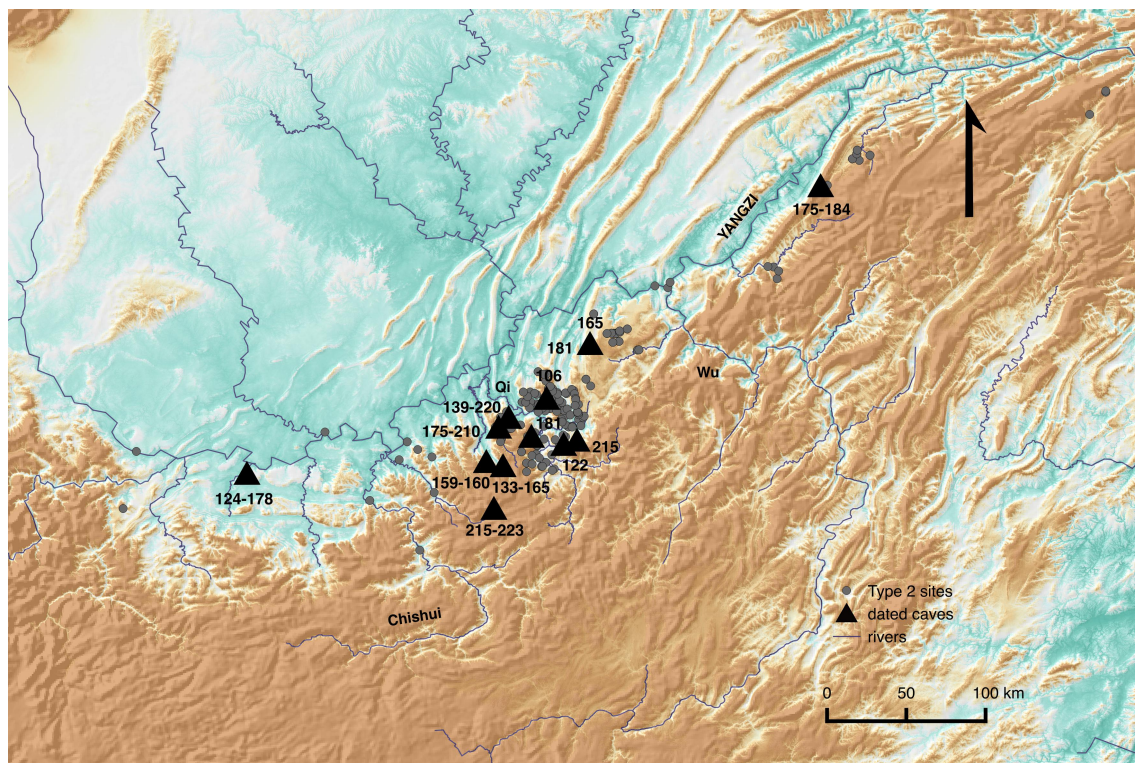 YANGZI
175-184
165
181
Wu
106
Qi
139-220
181
175-210
215
122
159-160
133-165
124-178
215-223
Chishui
Type 2 sites
dated caves
rivers
0 50 100 km